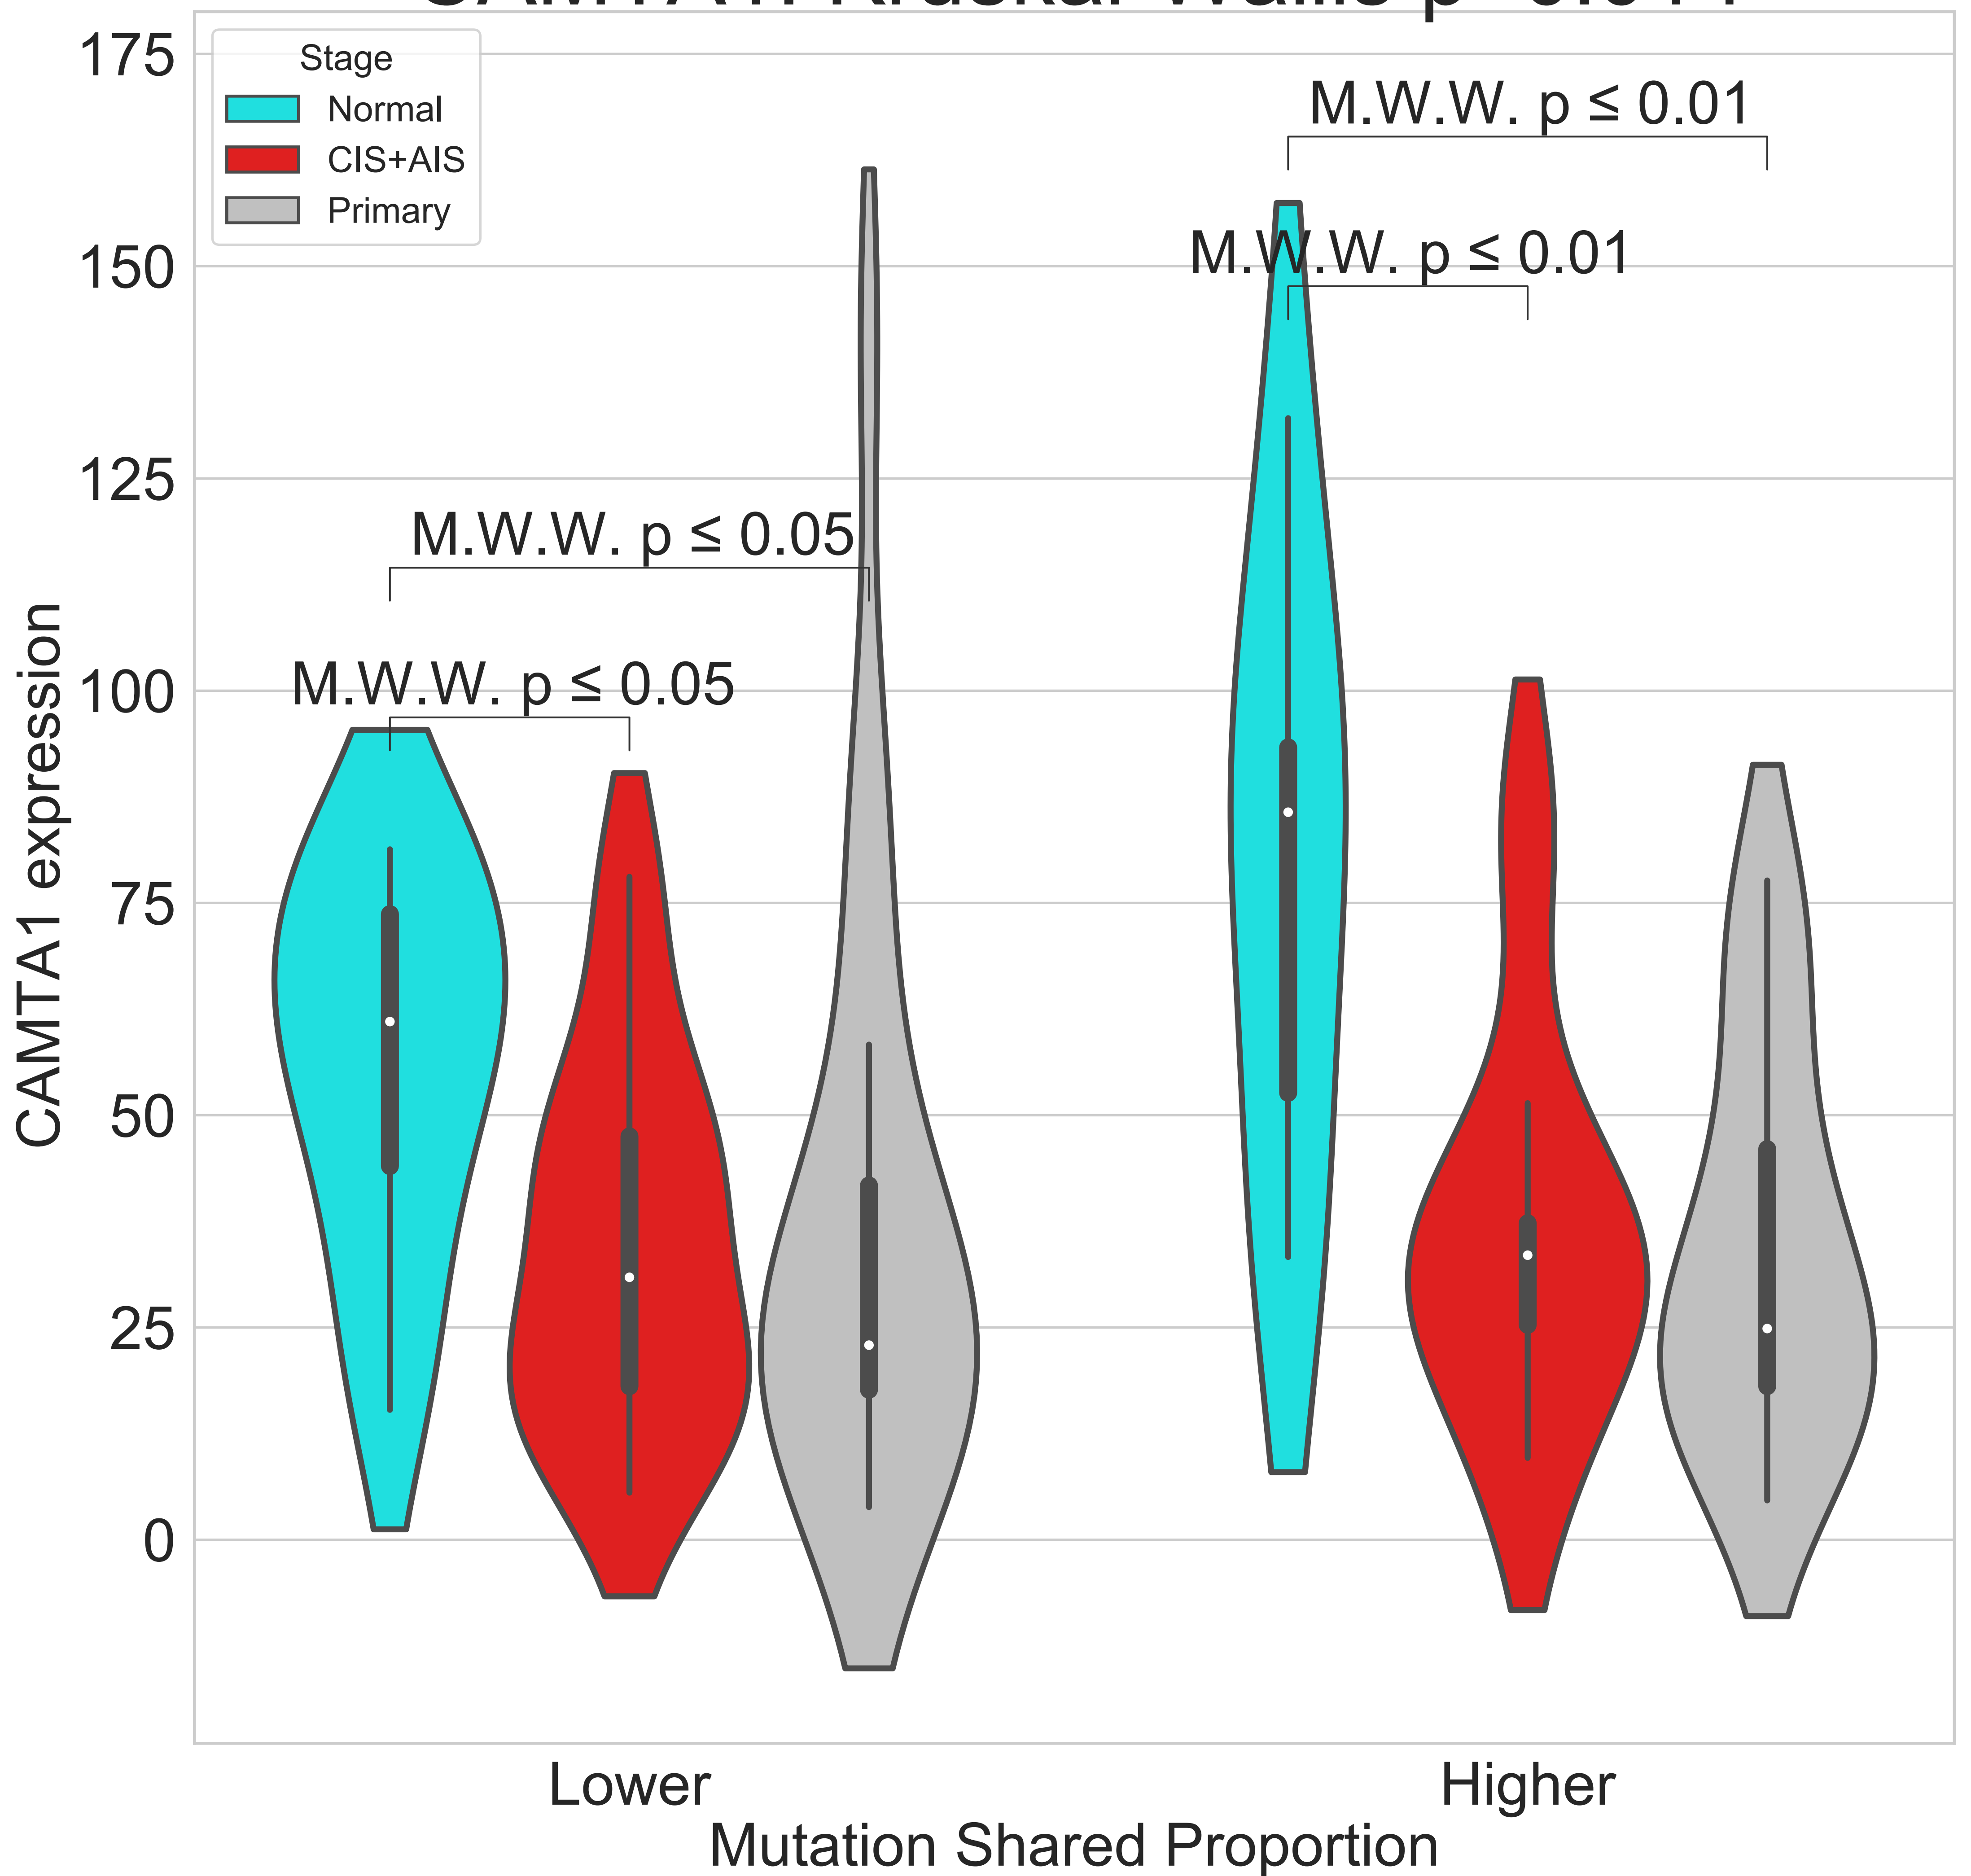 Stage
Normal
CIS+AIS
Primary
M.W.W. p ≤ 0.01
M.W.W. p ≤ 0.01
M.W.W. p ≤ 0.05
M.W.W. p ≤ 0.05
175
150
125
100
75
50
25
0
CAMTA1 expression
Lower
Higher
Mutation Shared Proportion